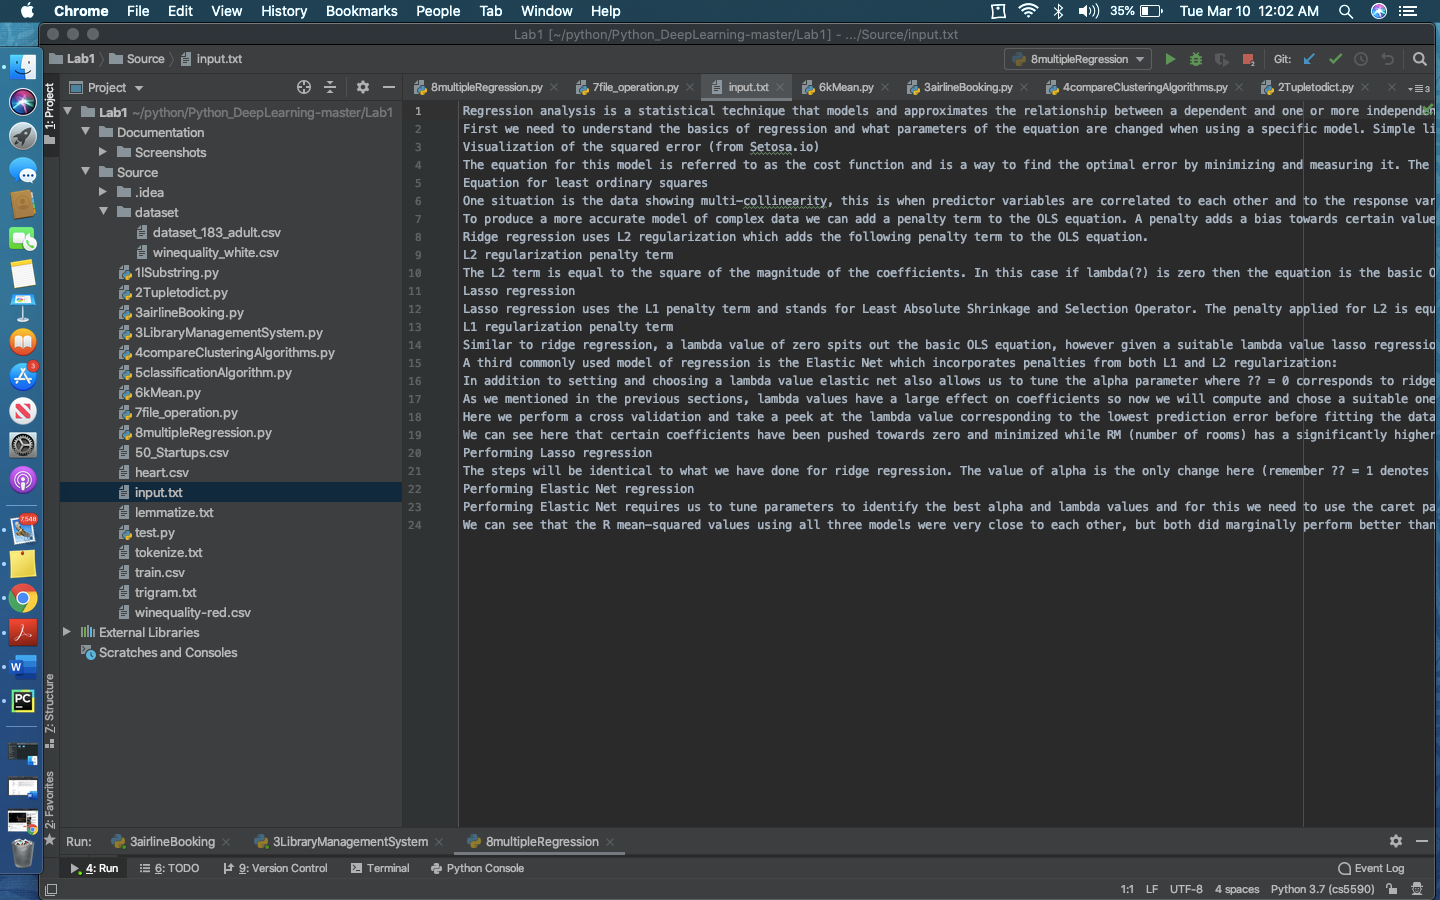 Chrome File Edit View History Bookmarks People Tab Window Help 35% Tue Mar 10 12:02 AM
Lab1 [~/python/Python_DeepLearning-master/Lab1] - .../Source/input.txt
Lab1 Source input.txt 8multipleRegression Git:
Project 8multipleRegression.py 7file_operation.py input.txt 6kMean.py 3airlineBooking.py 4compareClusteringAlgorithms.py 2Tupletodict.py
1: Project
Lab1 ~/python/Python_DeepLearning-master/Lab1
Documentation
Screenshots
Source
.idea
dataset
dataset_183_adult.csv
winequality_white.csv
1lSubstring.py
2Tupletodict.py
3airlineBooking.py
3LibraryManagementSystem.py
4compareClusteringAlgorithms.py
5classificationAlgorithm.py
6kMean.py
7file_operation.py
8multipleRegression.py
50_Startups.csv
heart.csv
input.txt
lemmatize.txt
test.py
tokenize.txt
train.csv
trigram.txt
winequality-red.csv
External Libraries
Scratches and Consoles
1 Regression analysis is a statistical technique that models and approximates the relationship between a dependent and one or more independen
2 First we need to understand the basics of regression and what parameters of the equation are changed when using a specific model. Simple li
3 Visualization of the squared error (from Setosa.io)
4 The equation for this model is referred to as the cost function and is a way to find the optimal error by minimizing and measuring it. The
5 Equation for least ordinary squares
6 One situation is the data showing multi-collinearity, this is when predictor variables are correlated to each other and to the response var
7 To produce a more accurate model of complex data we can add a penalty term to the OLS equation. A penalty adds a bias towards certain value
8 Ridge regression uses L2 regularization which adds the following penalty term to the OLS equation.
9 L2 regularization penalty term
10 The L2 term is equal to the square of the magnitude of the coefficients. In this case if lambda(?) is zero then the equation is the basic O
11 Lasso regression
12 Lasso regression uses the L1 penalty term and stands for Least Absolute Shrinkage and Selection Operator. The penalty applied for L2 is equ
13 L1 regularization penalty term
14 Similar to ridge regression, a lambda value of zero spits out the basic OLS equation, however given a suitable lambda value lasso regressio
15 A third commonly used model of regression is the Elastic Net which incorporates penalties from both L1 and L2 regularization:
16 In addition to setting and choosing a lambda value elastic net also allows us to tune the alpha parameter where ?? = 0 corresponds to ridge
17 As we mentioned in the previous sections, lambda values have a large effect on coefficients so now we will compute and chose a suitable one
18 Here we perform a cross validation and take a peek at the lambda value corresponding to the lowest prediction error before fitting the data
19 We can see here that certain coefficients have been pushed towards zero and minimized while RM (number of rooms) has a significantly higher
20 Performing Lasso regression
21 The steps will be identical to what we have done for ridge regression. The value of alpha is the only change here (remember ?? = 1 denotes
22 Performing Elastic Net regression
23 Performing Elastic Net requires us to tune parameters to identify the best alpha and lambda values and for this we need to use the caret pa
24 We can see that the R mean-squared values using all three models were very close to each other, but both did marginally perform better than
Z: Structure
2: Favorites
Run: 3airlineBooking 3LibraryManagementSystem 8multipleRegression
4: Run 6: TODO 9: Version Control Terminal Python Console Event Log
1:1 LF UTF-8 4 spaces Python 3.7 (cs5590)